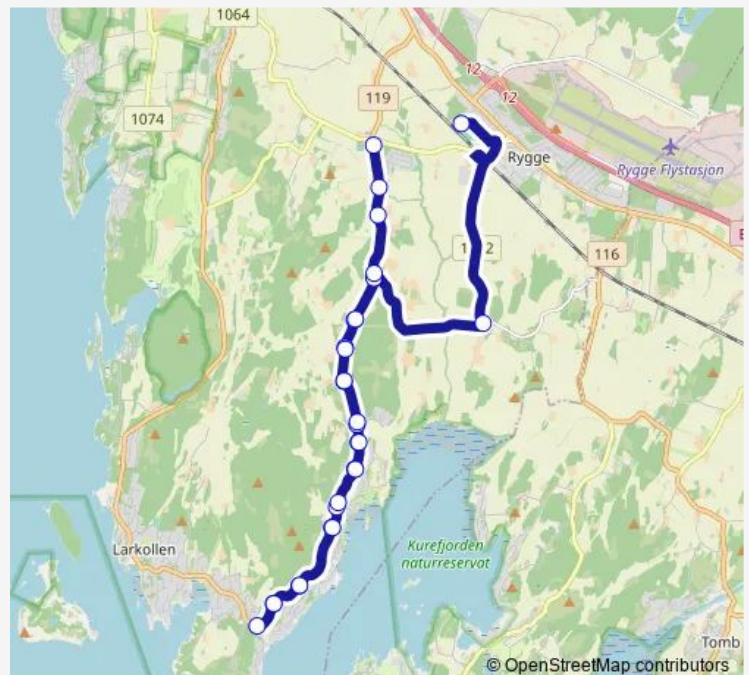 1064
119
12
12
1074
Rygge
Rygge Flystasjon
E
116
Larkollen
Kurefjorden
naturreservat
Tomb
© OpenStreetMap contributors